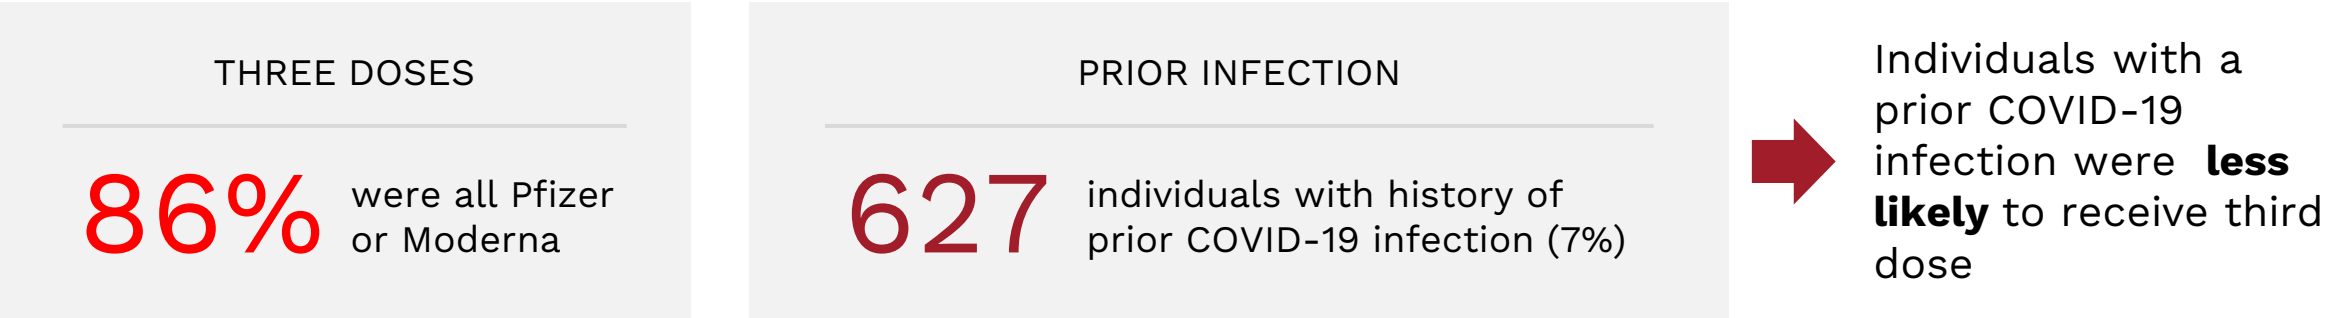 THREE DOSES
86%
were all Pfizer
or Moderna
PRIOR INFECTION
627
individuals with history of
prior COVID-19 infection (7%)
Individuals with a
prior COVID-19
infection were less
likely to receive third
dose